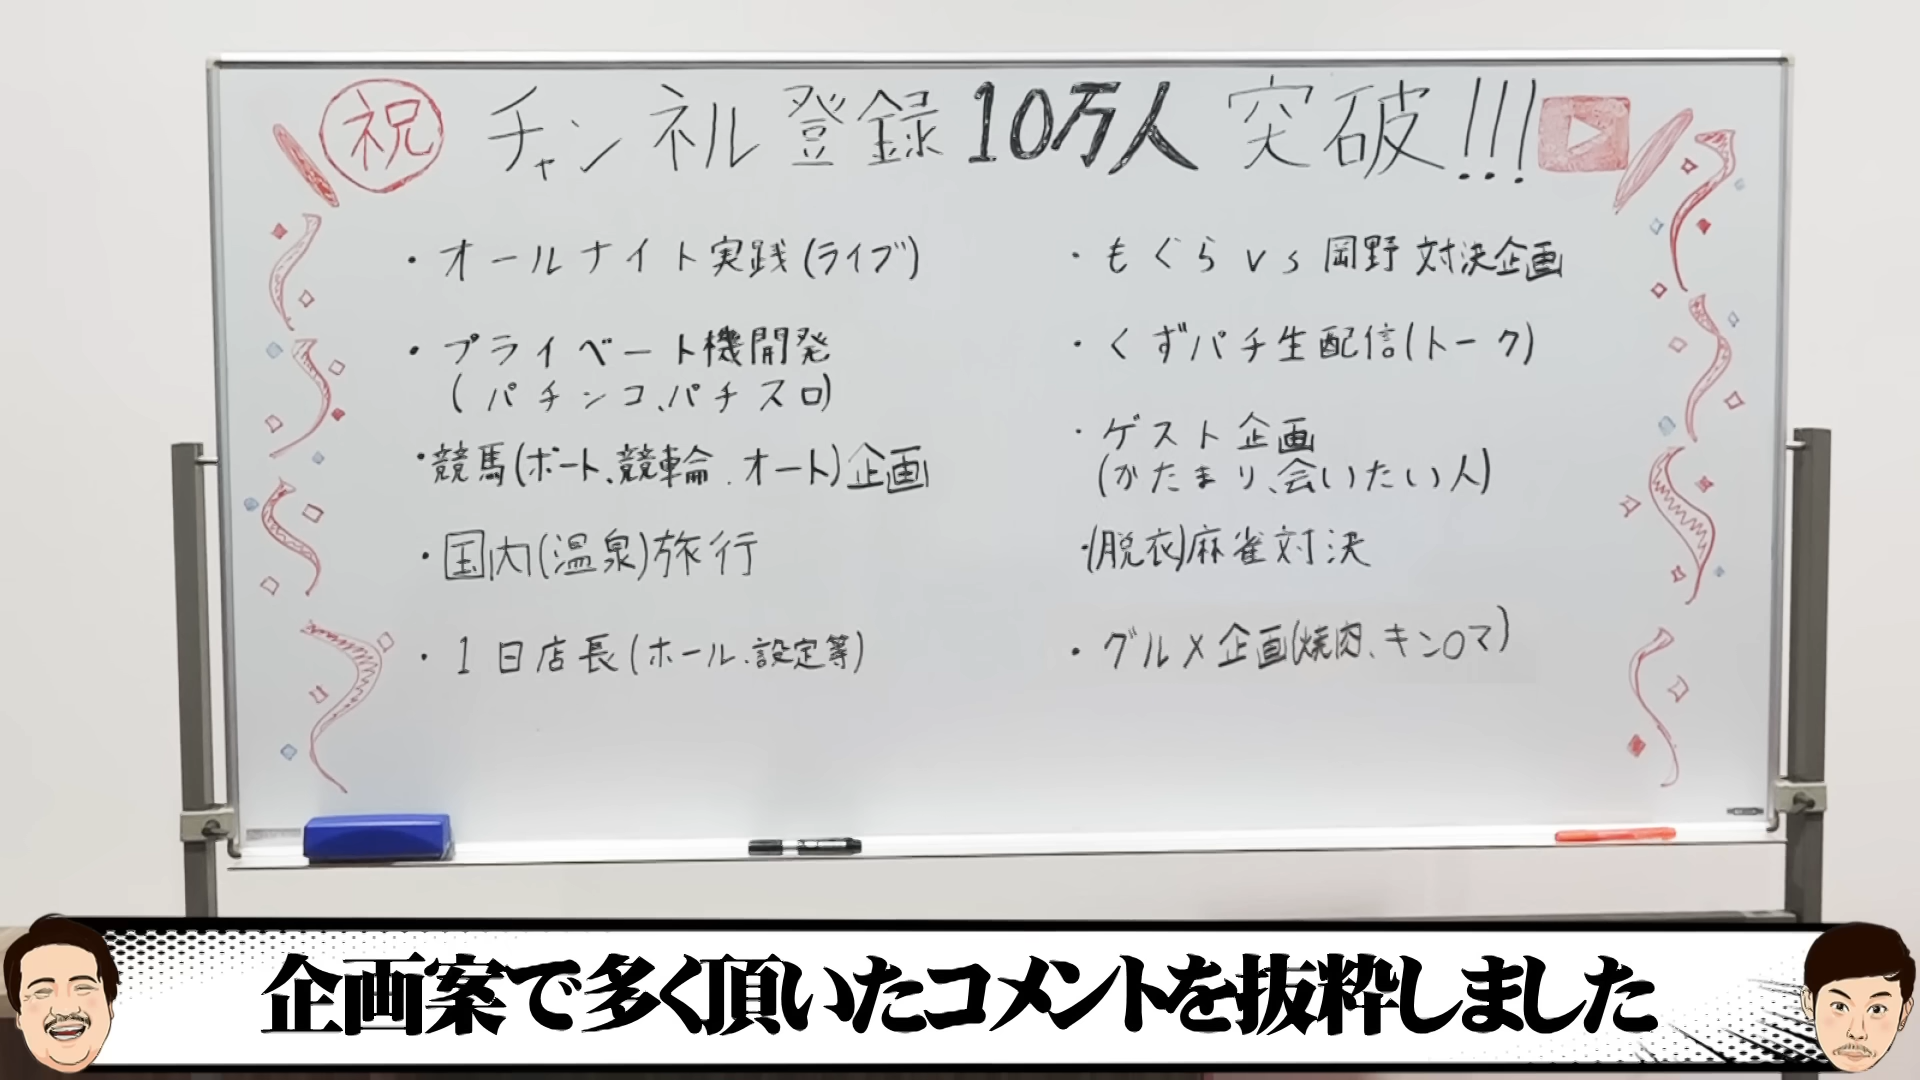 祝 チャンネル登録10万人突破!!!
・オールナイト実践(ライブ)
・プライベート機開発
(パチンコ、パチスロ)
・競馬(ボート、競輪、オート)企画
・国内(温泉)旅行
・1日店長(ホール、設定等)
・もぐらvs岡野対決企画
・くずパチ生配信(トーク)
・ゲスト企画
(かたまり、会いたい人)
・(脱衣)麻雀対決
・グルメ企画(焼肉、キン〇マ)
企画案で多く頂いたコメントを抜粋しました